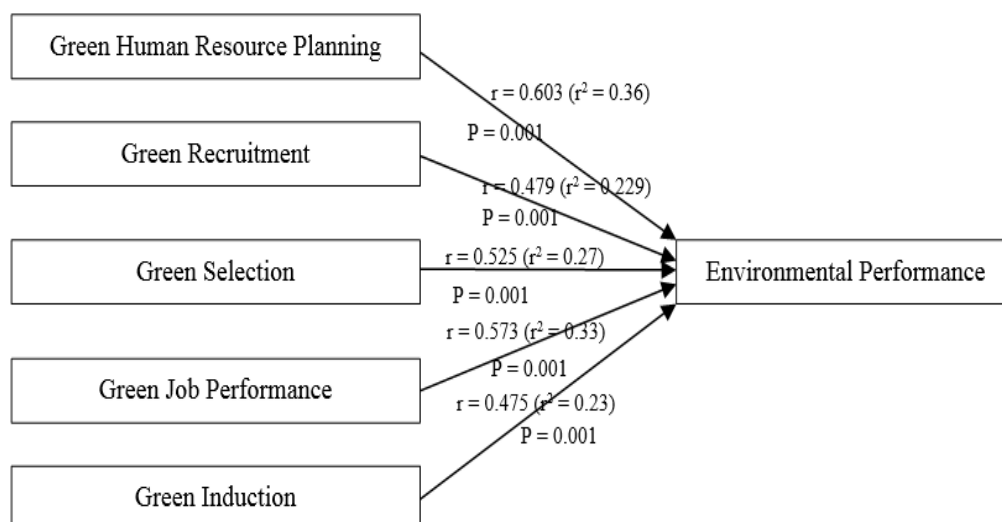 Green Human Resource Planning
r = 0.603 (r² = 0.36)
P = 0.001
Green Recruitment
r = 0.479 (r² = 0.229)
P = 0.001
Green Selection
r = 0.525 (r² = 0.27)
P = 0.001
Environmental Performance
r = 0.573 (r² = 0.33)
P = 0.001
Green Job Performance
r = 0.475 (r² = 0.23)
P = 0.001
Green Induction